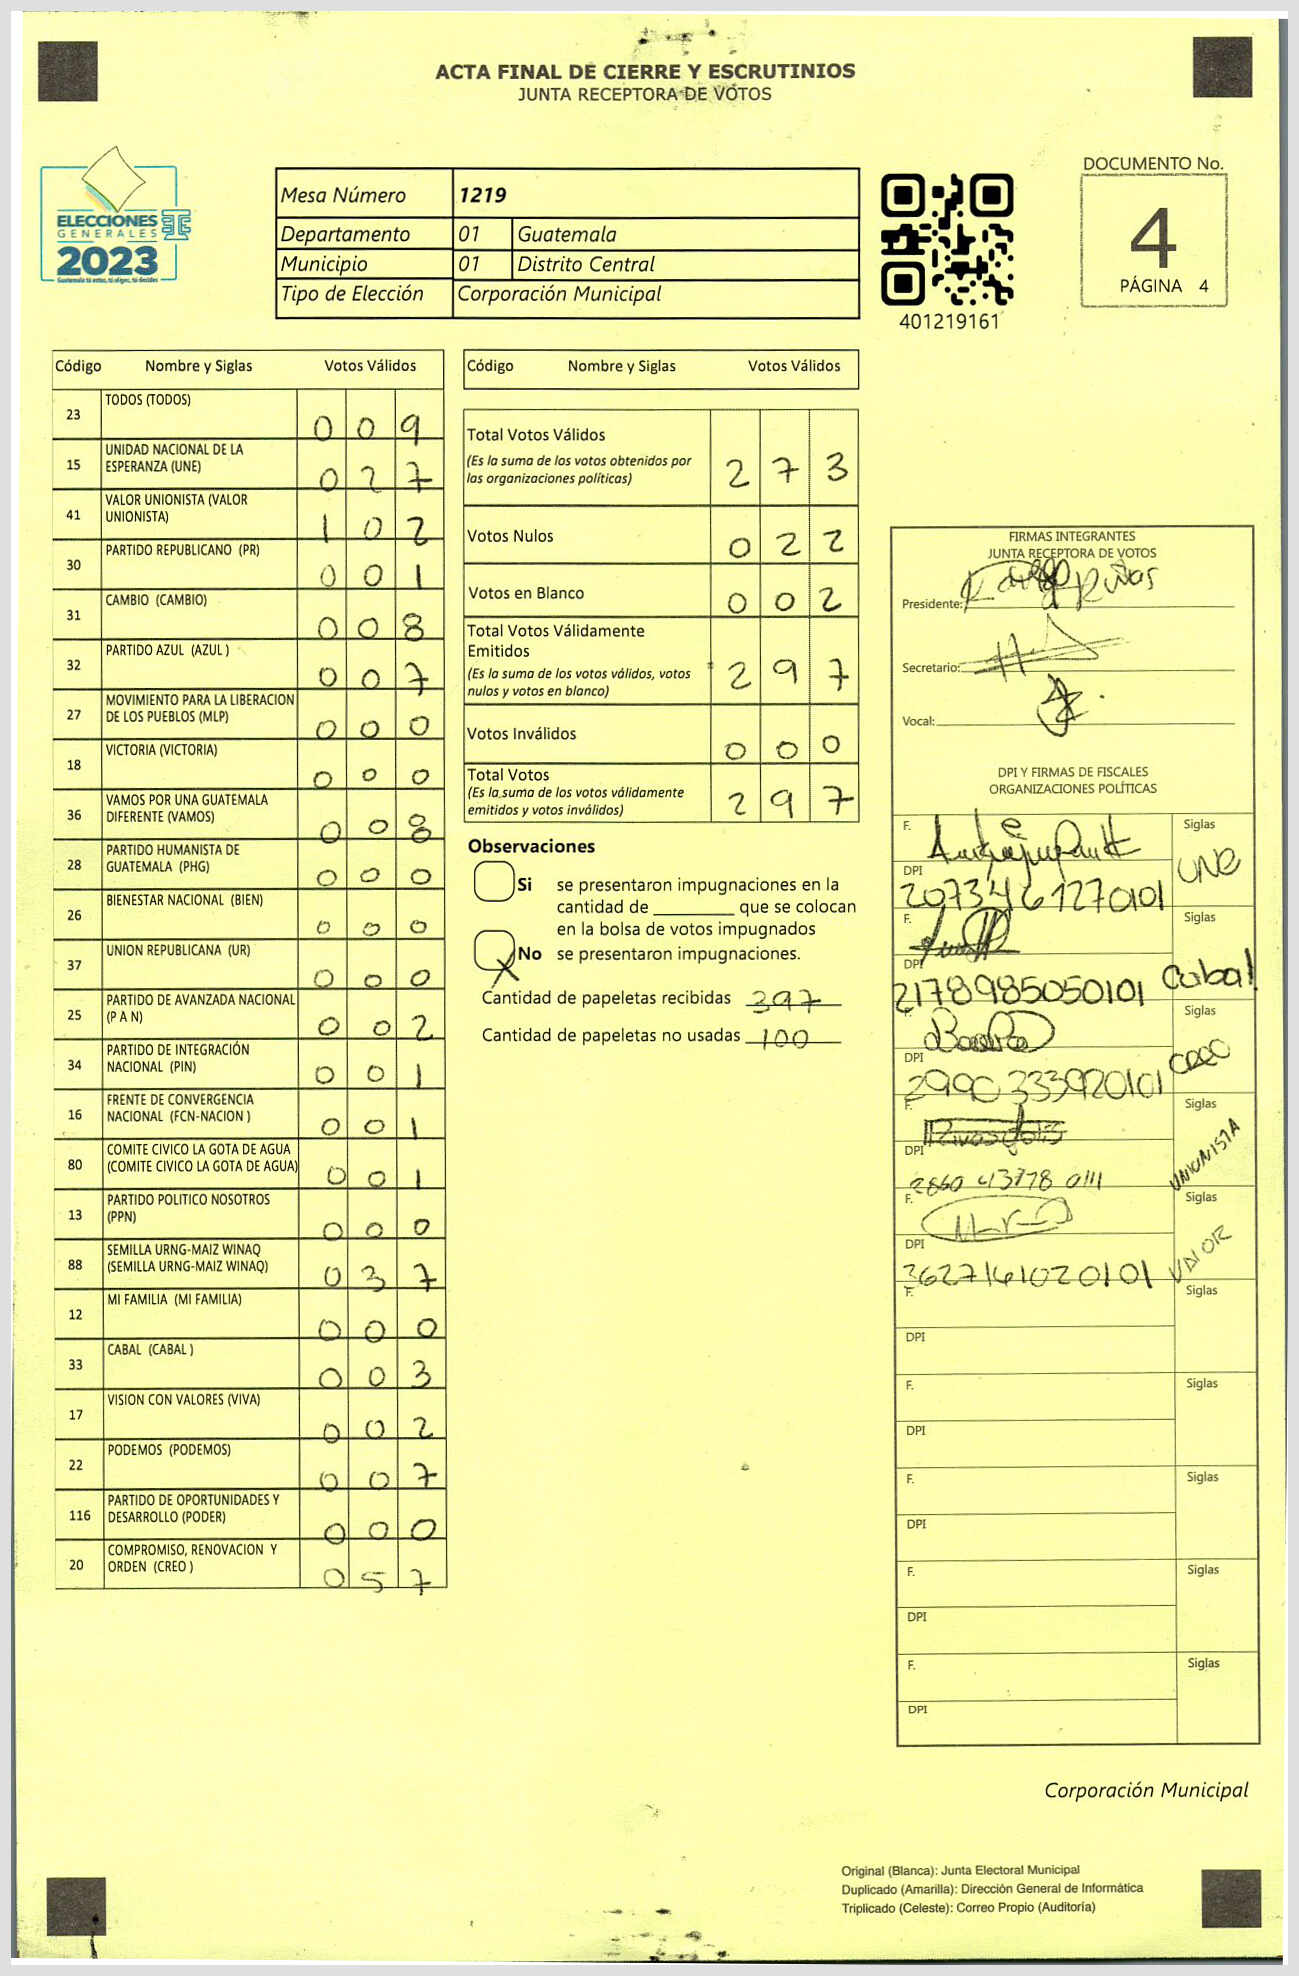 ACTA FINAL DE CIERRE Y ESCRUTINIOS
JUNTA RECEPTORA DE VOTOS
ELECCIONES
GENERALES
2023
Mesa Número 1219
Departamento 01 Guatemala
Municipio 01 Distrito Central
Tipo de Elección Corporación Municipal
401219161
DOCUMENTO No.
4
PÁGINA 4
Código Nombre y Siglas Votos Válidos
23 TODOS (TODOS) 0 0 9
15 UNIDAD NACIONAL DE LA
ESPERANZA (UNE) 0 2 7
41 VALOR UNIONISTA (VALOR
UNIONISTA) 1 0 2
30 PARTIDO REPUBLICANO (PR) 0 0 1
31 CAMBIO (CAMBIO) 0 0 8
32 PARTIDO AZUL (AZUL ) 0 0 7
27 MOVIMIENTO PARA LA LIBERACION
DE LOS PUEBLOS (MLP) 0 0 0
18 VICTORIA (VICTORIA) 0 0 0
36 VAMOS POR UNA GUATEMALA
DIFERENTE (VAMOS) 0 0 8
28 PARTIDO HUMANISTA DE
GUATEMALA (PHG) 0 0 0
26 BIENESTAR NACIONAL (BIEN) 0 0 0
37 UNION REPUBLICANA (UR) 0 0 0
25 PARTIDO DE AVANZADA NACIONAL
(P A N) 0 0 2
34 PARTIDO DE INTEGRACIÓN
NACIONAL (PIN) 0 0 1
16 FRENTE DE CONVERGENCIA
NACIONAL (FCN-NACION ) 0 0 1
80 COMITE CIVICO LA GOTA DE AGUA
(COMITE CIVICO LA GOTA DE AGUA) 0 0 1
13 PARTIDO POLITICO NOSOTROS
(PPN) 0 0 0
88 SEMILLA URNG-MAIZ WINAQ
(SEMILLA URNG-MAIZ WINAQ) 0 3 7
12 MI FAMILIA (MI FAMILIA) 0 0 0
33 CABAL (CABAL ) 0 0 3
17 VISION CON VALORES (VIVA) 0 0 2
22 PODEMOS (PODEMOS) 0 0 7
116 PARTIDO DE OPORTUNIDADES Y
DESARROLLO (PODER) 0 0 0
20 COMPROMISO, RENOVACION Y
ORDEN (CREO ) 0 5 7
Código Nombre y Siglas Votos Válidos
Total Votos Válidos
(Es la suma de los votos obtenidos por
las organizaciones políticas) 2 7 3
Votos Nulos 0 2 2
Votos en Blanco 0 0 2
Total Votos Válidamente
Emitidos
(Es la suma de los votos válidos, votos
nulos y votos en blanco) 2 9 7
Votos Inválidos 0 0 0
Total Votos
(Es la suma de los votos válidamente
emitidos y votos inválidos) 2 9 7
Observaciones
Si se presentaron impugnaciones en la
cantidad de ________ que se colocan
en la bolsa de votos impugnados
X No se presentaron impugnaciones.
Cantidad de papeletas recibidas 397
Cantidad de papeletas no usadas 100
FIRMAS INTEGRANTES
JUNTA RECEPTORA DE VOTOS
Presidente:
Secretario:
Vocal:
DPI Y FIRMAS DE FISCALES
ORGANIZACIONES POLÍTICAS
F. Siglas
DPI UNE
2073461270101
F. Siglas
DPI Cabal
2178985050101
F. Siglas
DPI CREO
2990333920101
F. Siglas
DPI UNIONISTA
2860 43778 0111
F. Siglas
DPI VALOR
3627161020101
F. Siglas
DPI
F. Siglas
DPI
F. Siglas
DPI
F. Siglas
DPI
F. Siglas
DPI
Corporación Municipal
Original (Blanca): Junta Electoral Municipal
Duplicado (Amarilla): Dirección General de Informática
Triplicado (Celeste): Correo Propio (Auditoría)